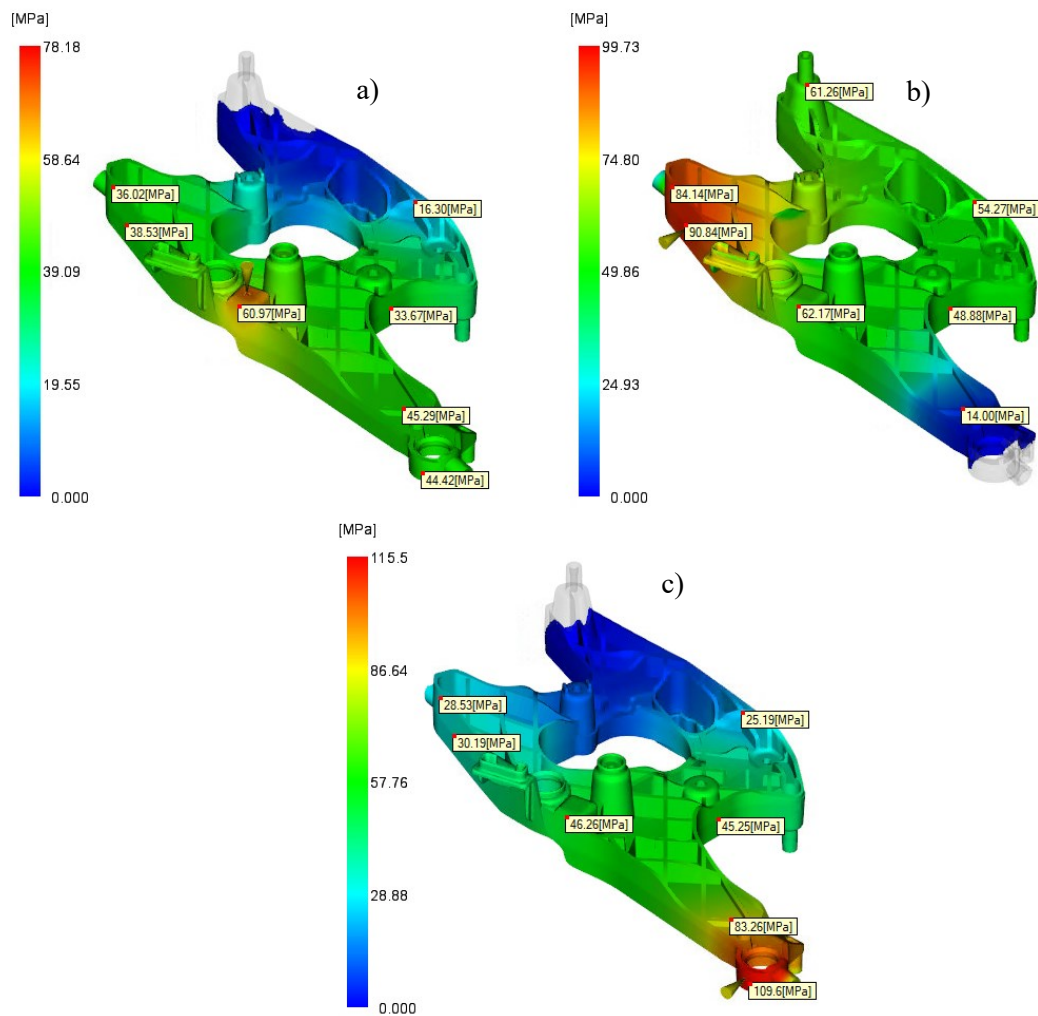 [MPa]
78.18
58.64
39.09
19.55
0.000
a)
36.02[MPa]
38.53[MPa]
16.30[MPa]
60.97[MPa]
33.67[MPa]
45.29[MPa]
44.42[MPa]
[MPa]
99.73
74.80
49.86
24.93
0.000
b)
61.26[MPa]
84.14[MPa]
90.84[MPa]
54.27[MPa]
62.17[MPa]
48.88[MPa]
14.00[MPa]
[MPa]
115.5
86.64
57.76
28.88
0.000
c)
28.53[MPa]
25.19[MPa]
30.19[MPa]
46.26[MPa]
45.25[MPa]
83.26[MPa]
109.6[MPa]